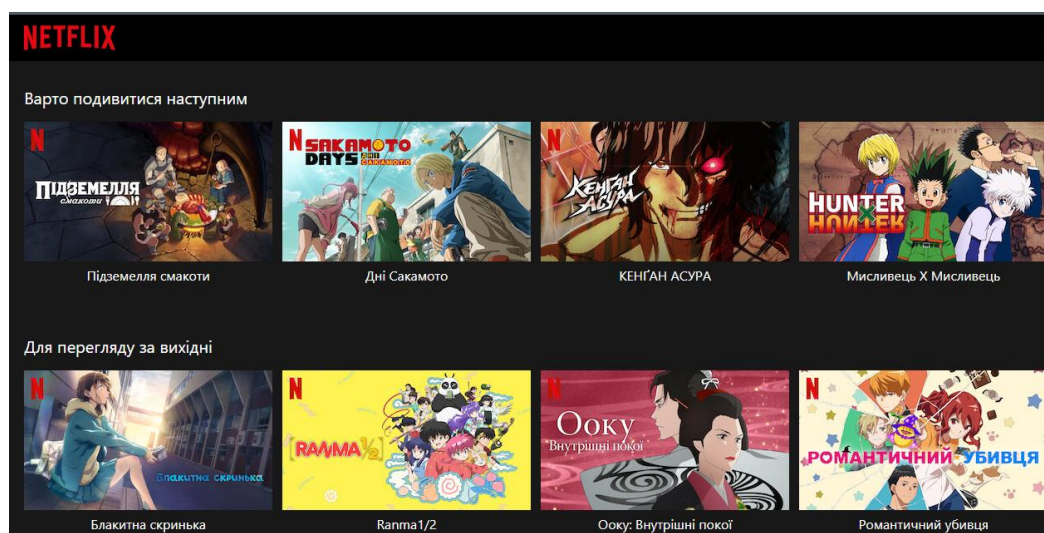 NETFLIX
Варто подивитися наступним
N
ПІДЗЕМЕЛЛЯ
смакоти
N SAKAMOTO
DAYS ДНІ
САКАМОТО
N
КЕНҐАН
АСУРА
HUNTER
X
HUNTER
Підземелля смакоти
Дні Сакамото
КЕНҐАН АСУРА
Мисливець X Мисливець
Для перегляду за вихідні
N
Блакитна скринька
N
RANMA1/2
N
Ооку
Внутрішні покої
N
РОМАНТИЧНИЙ УБИВЦЯ
Блакитна скринька
Ranma1/2
Ооку: Внутрішні покої
Романтичний убивця